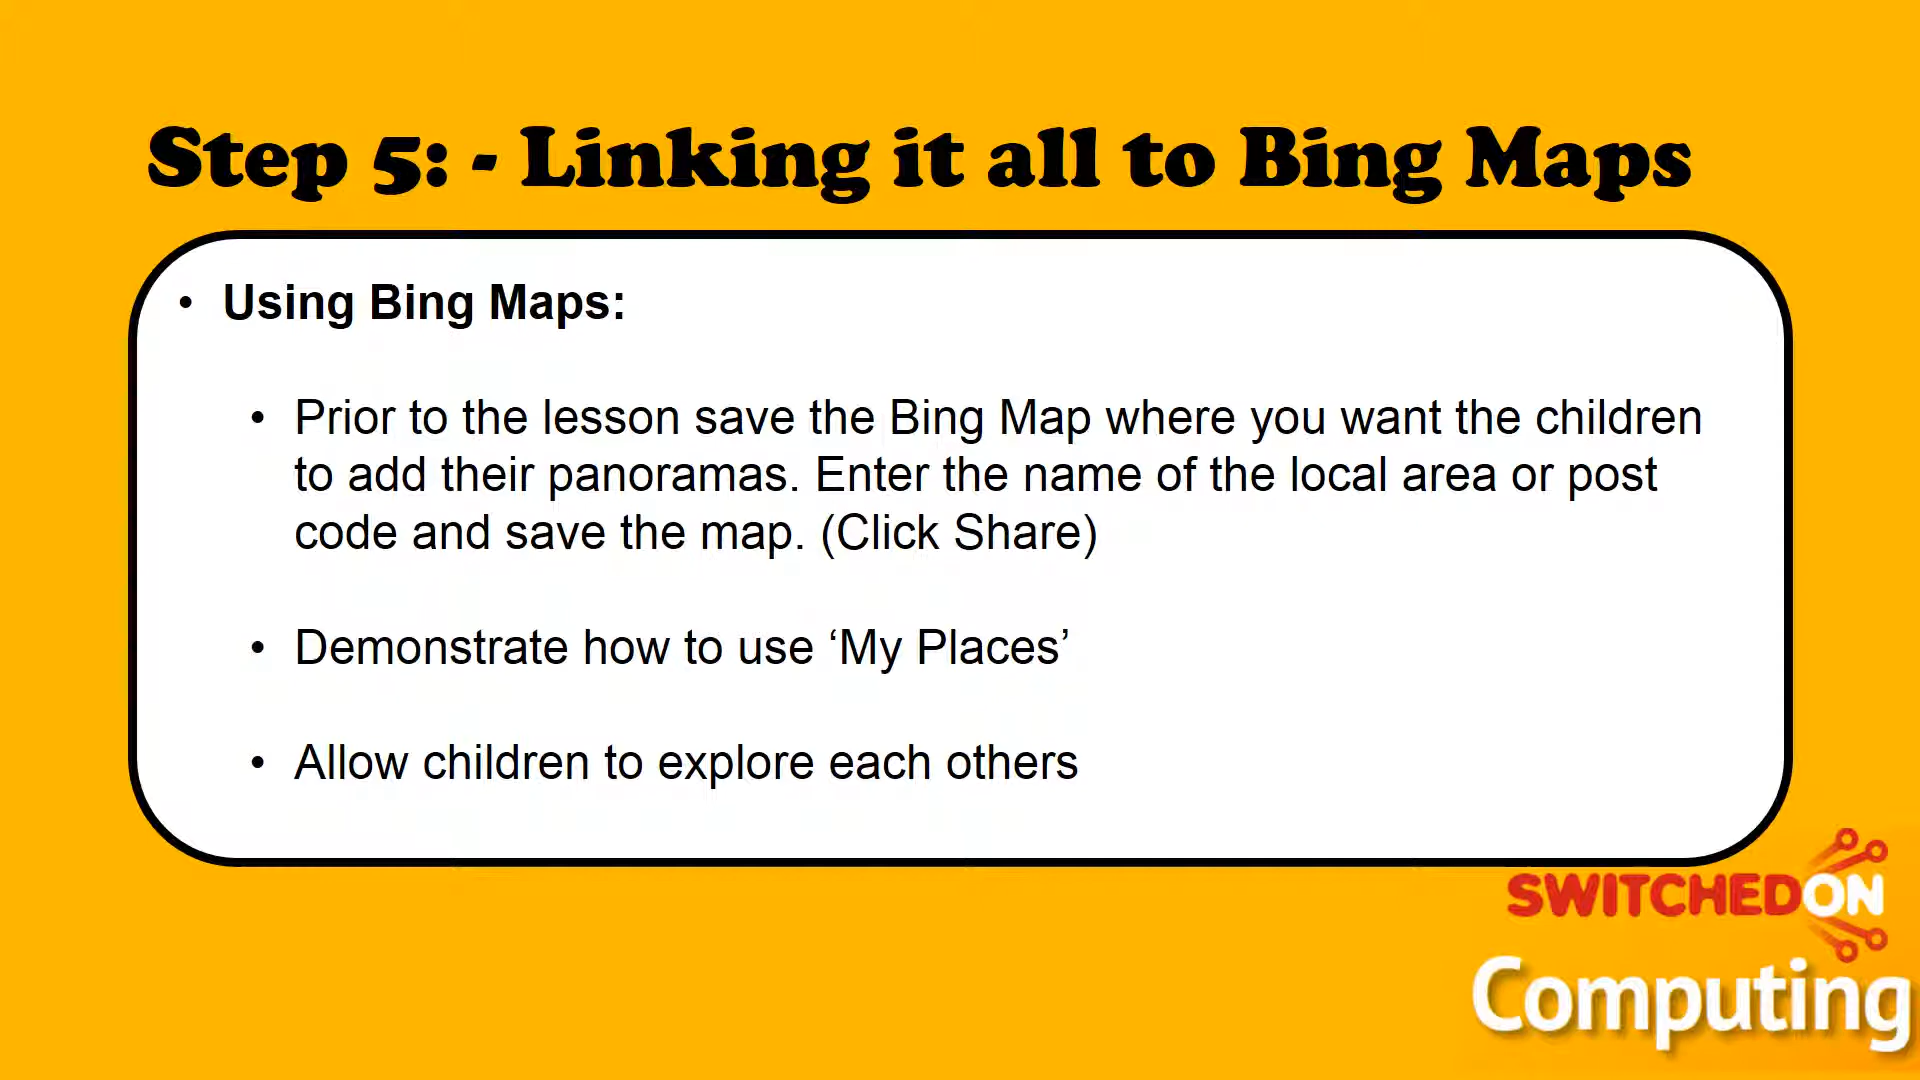 Step 5: - Linking it all to Bing Maps
• Using Bing Maps:
• Prior to the lesson save the Bing Map where you want the children
to add their panoramas. Enter the name of the local area or post
code and save the map. (Click Share)
• Demonstrate how to use ‘My Places’
• Allow children to explore each others
SWITCHEDON
Computing